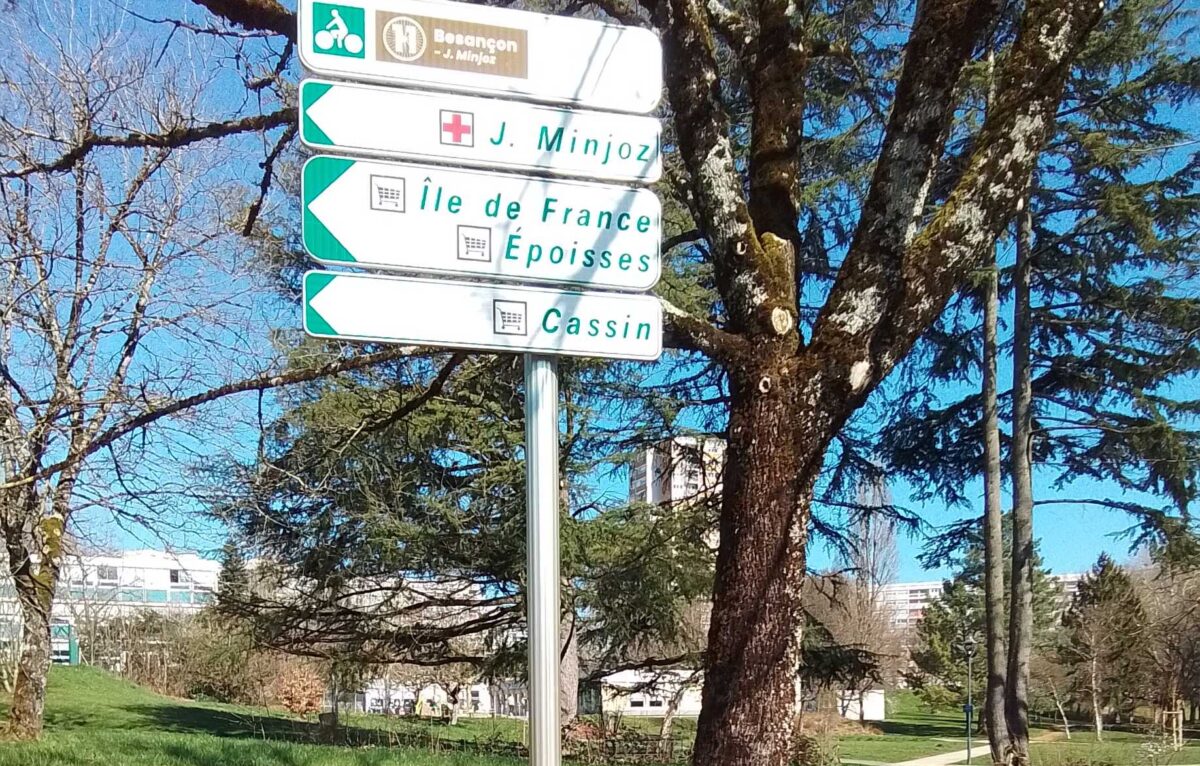 Besançon
- J. Minjoz
J. Minjoz
Île de France
Époisses
Cassin